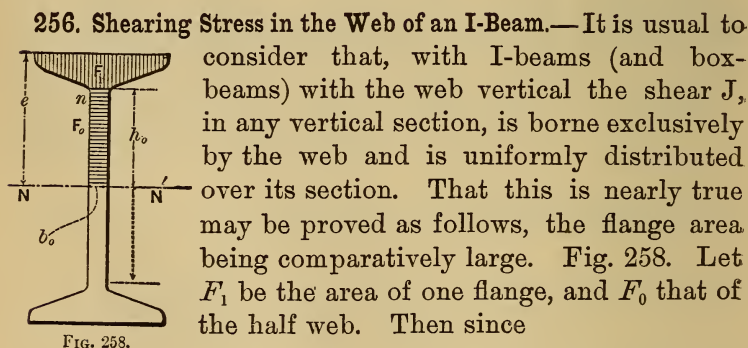 256. Shearing Stress in the Web of an I-Beam.—It is usual to
consider that, with I-beams (and box-
beams) with the web vertical the shear J,
in any vertical section, is borne exclusively
by the web and is uniformly distributed
over its section. That this is nearly true
may be proved as follows, the flange area
being comparatively large. Fig. 258. Let
F₁ be the area of one flange, and F₀ that of
the half web. Then since
F₁
e
n
F₀
h₀
N
N′
b₀
Fig. 258.